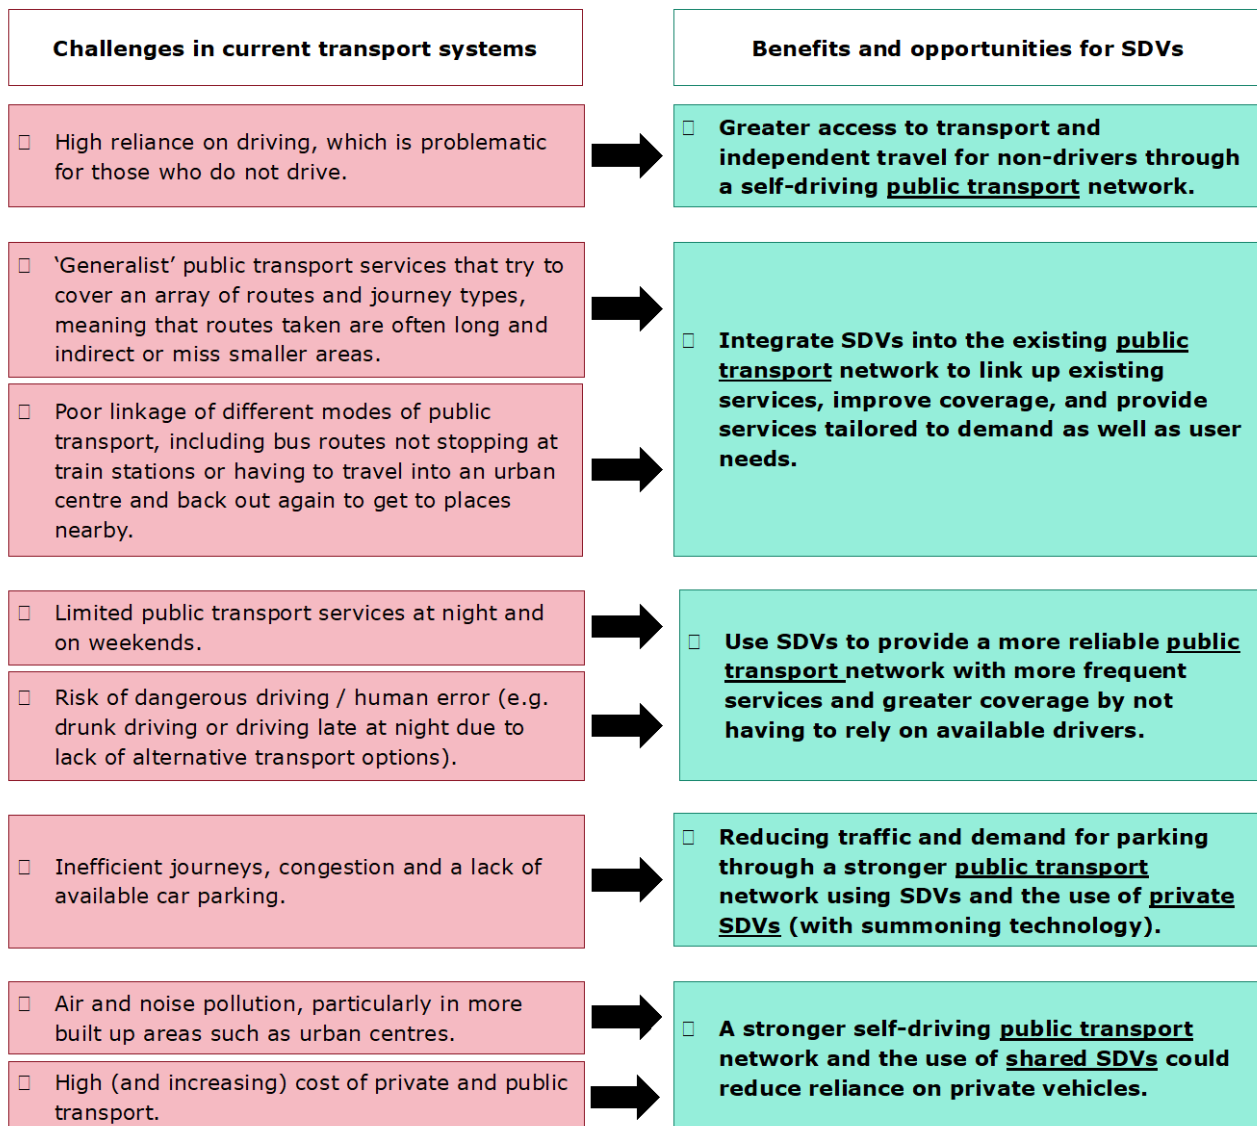 Challenges in current transport systems
Benefits and opportunities for SDVs
High reliance on driving, which is problematic
for those who do not drive.
Greater access to transport and
independent travel for non-drivers through
a self-driving public transport network.
‘Generalist’ public transport services that try to
cover an array of routes and journey types,
meaning that routes taken are often long and
indirect or miss smaller areas.
Poor linkage of different modes of public
transport, including bus routes not stopping at
train stations or having to travel into an urban
centre and back out again to get to places
nearby.
Integrate SDVs into the existing public
transport network to link up existing
services, improve coverage, and provide
services tailored to demand as well as user
needs.
Limited public transport services at night and
on weekends.
Risk of dangerous driving / human error (e.g.
drunk driving or driving late at night due to
lack of alternative transport options).
Use SDVs to provide a more reliable public
transport network with more frequent
services and greater coverage by not
having to rely on available drivers.
Inefficient journeys, congestion and a lack of
available car parking.
Reducing traffic and demand for parking
through a stronger public transport
network using SDVs and the use of private
SDVs (with summoning technology).
Air and noise pollution, particularly in more
built up areas such as urban centres.
High (and increasing) cost of private and public
transport.
A stronger self-driving public transport
network and the use of shared SDVs could
reduce reliance on private vehicles.